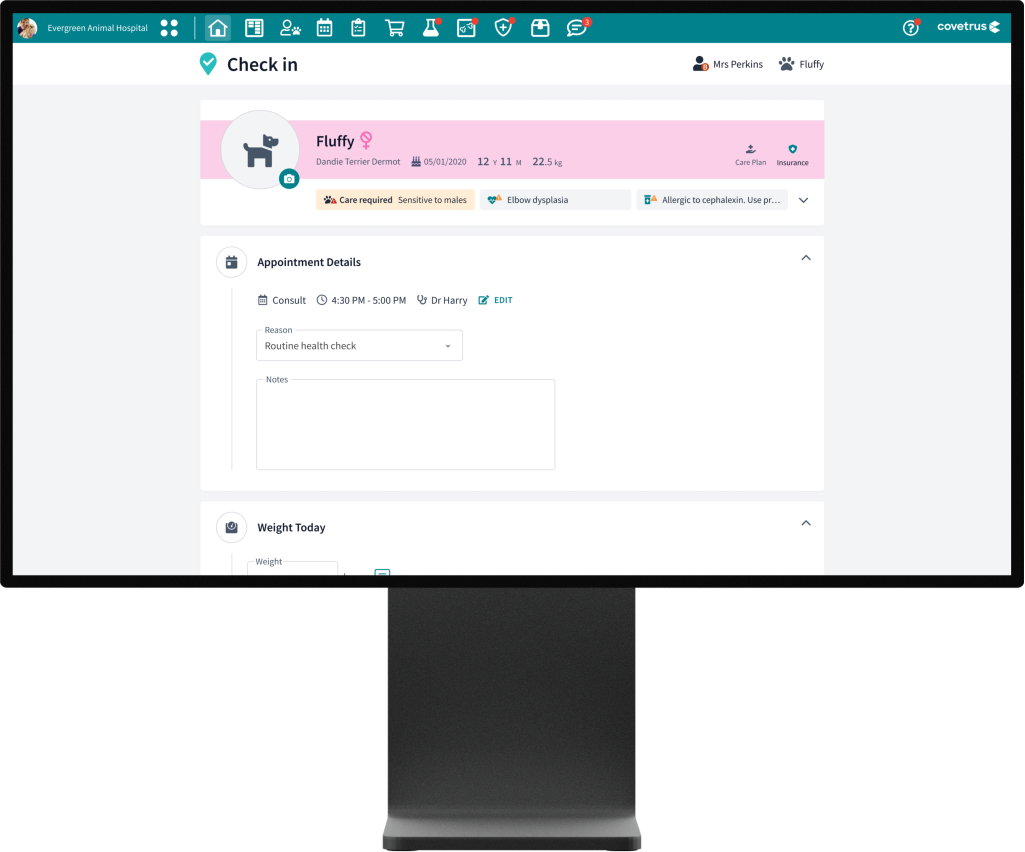 Evergreen Animal Hospital
3
covetrus
Check in
8 Mrs Perkins Fluffy
Fluffy
Dandie Terrier Dermot 05/01/2020 12 Y 11 M 22.5 kg
Care Plan Insurance
Care required Sensitive to males Elbow dysplasia Allergic to cephalexin. Use pr...
Appointment Details
Consult 4:30 PM - 5:00 PM Dr Harry EDIT
Reason
Routine health check
Notes
Weight Today
Weight